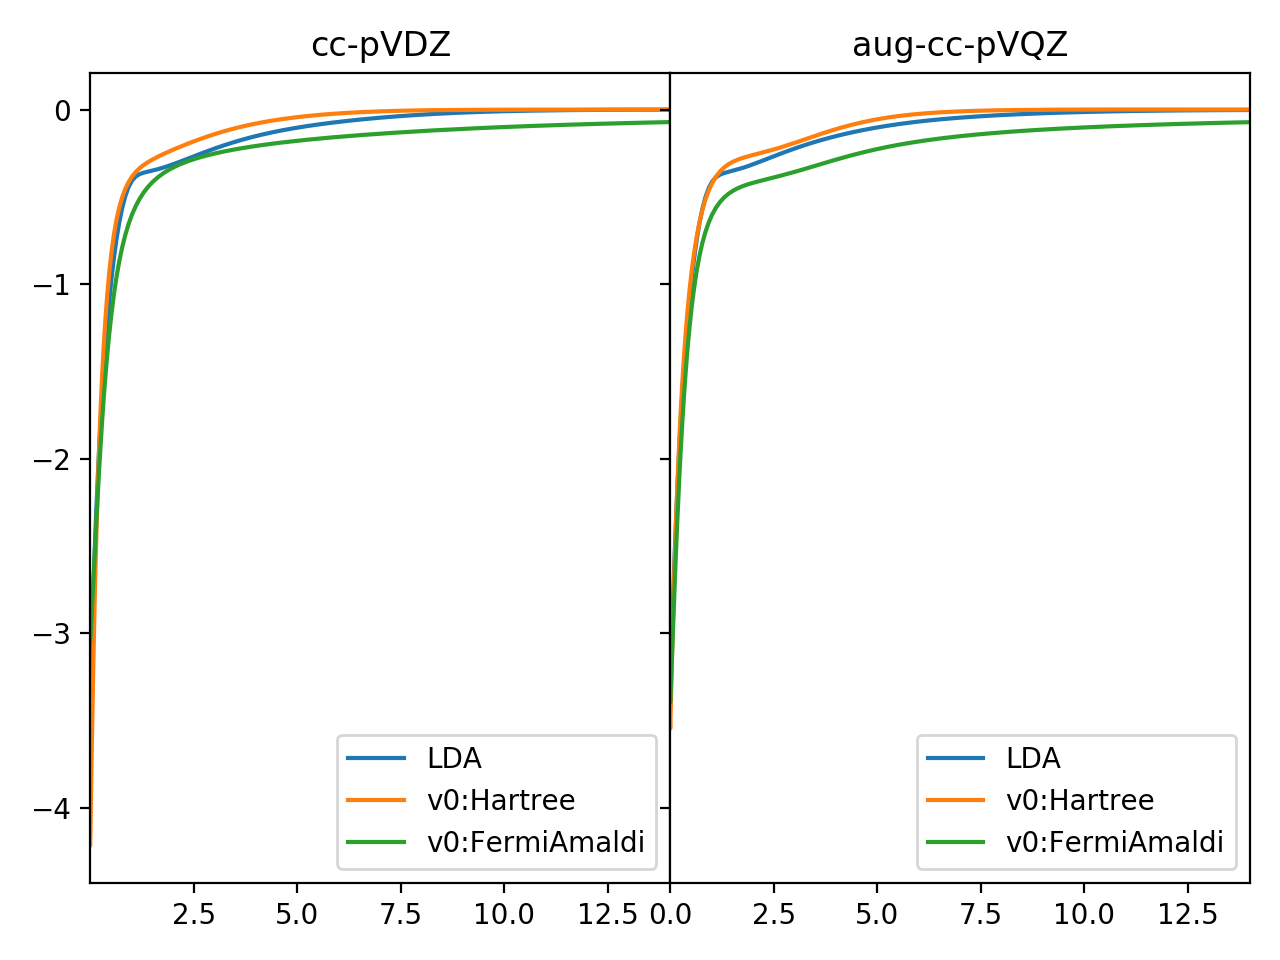 cc-pVDZ
aug-cc-pVQZ
0
−1
−2
−3
−4
LDA
v0:Hartree
v0:FermiAmaldi
LDA
v0:Hartree
v0:FermiAmaldi
2.5 5.0 7.5 10.0 12.5
0.0 2.5 5.0 7.5 10.0 12.5